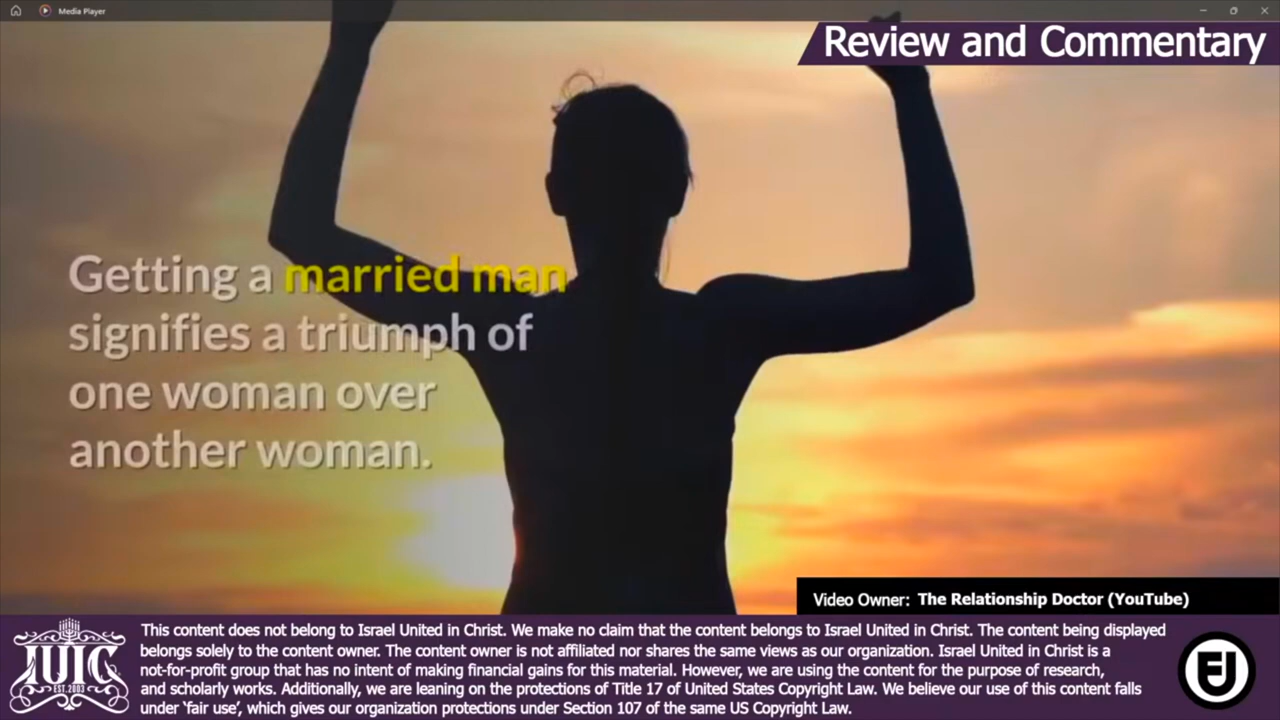 Media Player
Review and Commentary
Getting a married man
signifies a triumph of
one woman over
another woman.
Video Owner: The Relationship Doctor (YouTube)
IUIC
EST.2003
This content does not belong to Israel United in Christ. We make no claim that the content belongs to Israel United in Christ. The content being displayed
belongs solely to the content owner. The content owner is not affiliated nor shares the same views as our organization. Israel United in Christ is a
not-for-profit group that has no intent of making financial gains for this material. However, we are using the content for the purpose of research,
and scholarly works. Additionally, we are leaning on the protections of Title 17 of United States Copyright Law. We believe our use of this content falls
under ‘fair use’, which gives our organization protections under Section 107 of the same US Copyright Law.